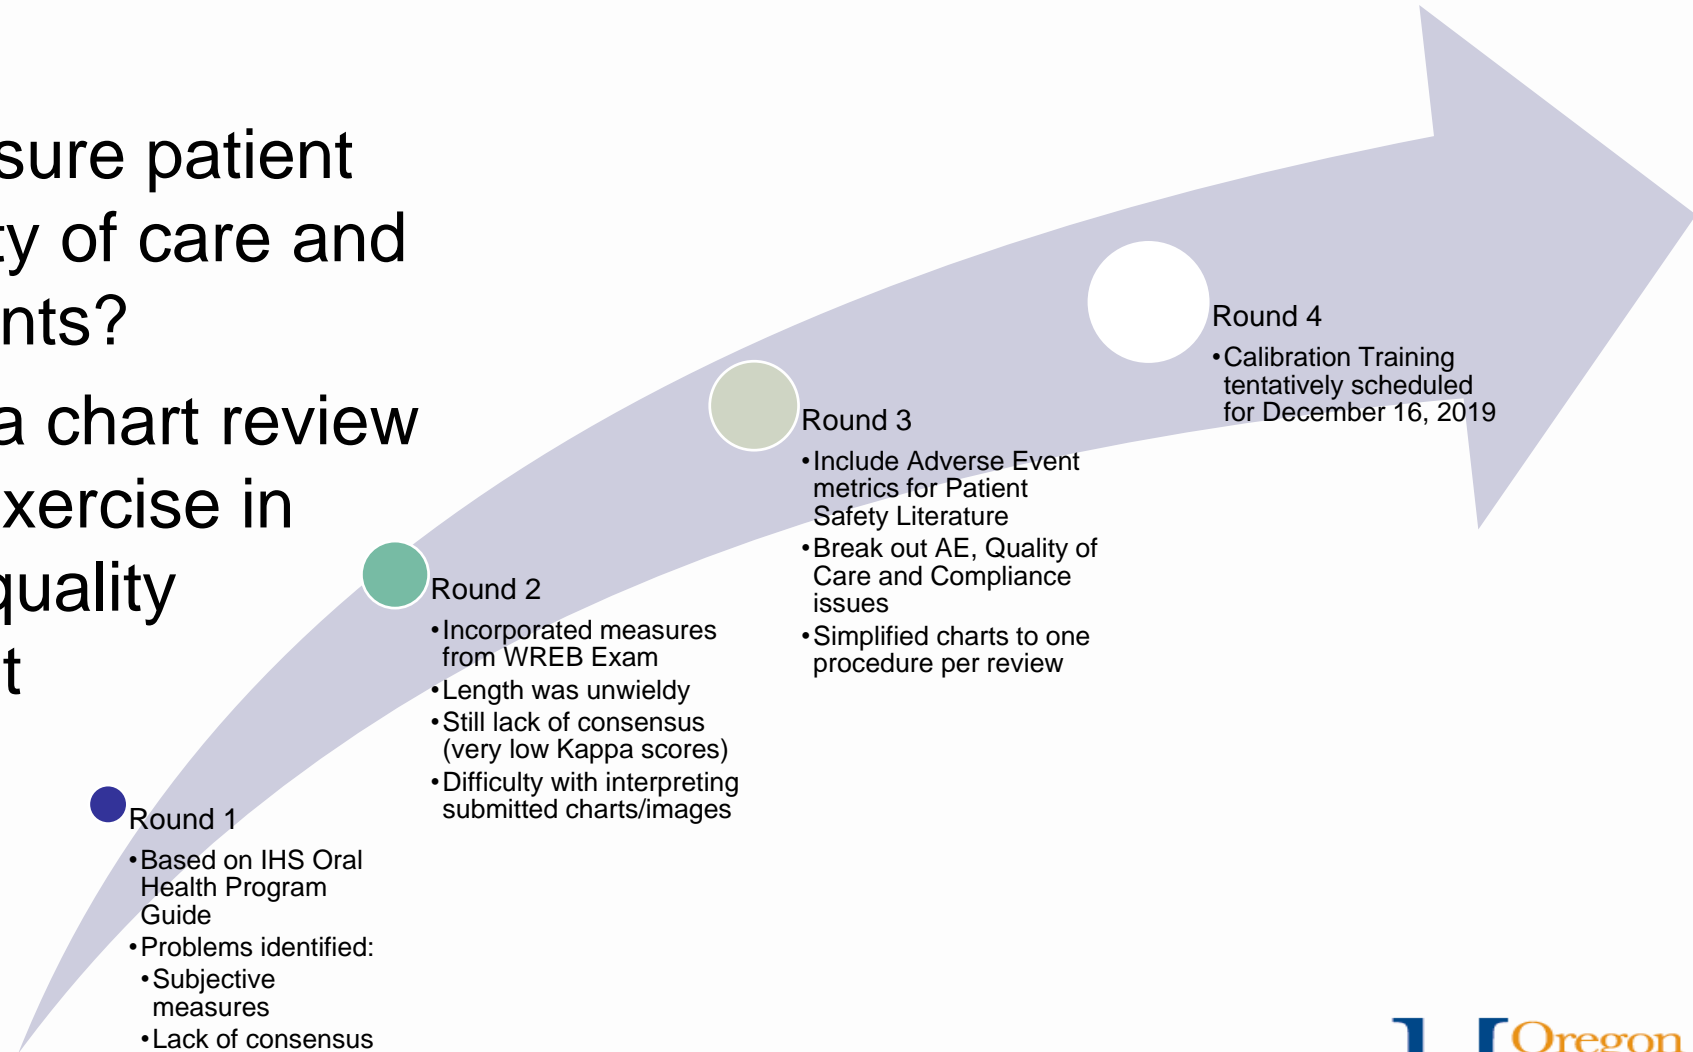 sure patient
ty of care and
nts?
a chart review
xercise in
quality
t
Round 1
•Based on IHS Oral
Health Program
Guide
•Problems identified:
•Subjective
measures
•Lack of consensus
Round 2
•Incorporated measures
from WREB Exam
•Length was unwieldy
•Still lack of consensus
(very low Kappa scores)
•Difficulty with interpreting
submitted charts/images
Round 3
•Include Adverse Event
metrics for Patient
Safety Literature
•Break out AE, Quality of
Care and Compliance
issues
•Simplified charts to one
procedure per review
Round 4
•Calibration Training
tentatively scheduled
for December 16, 2019
Oregon